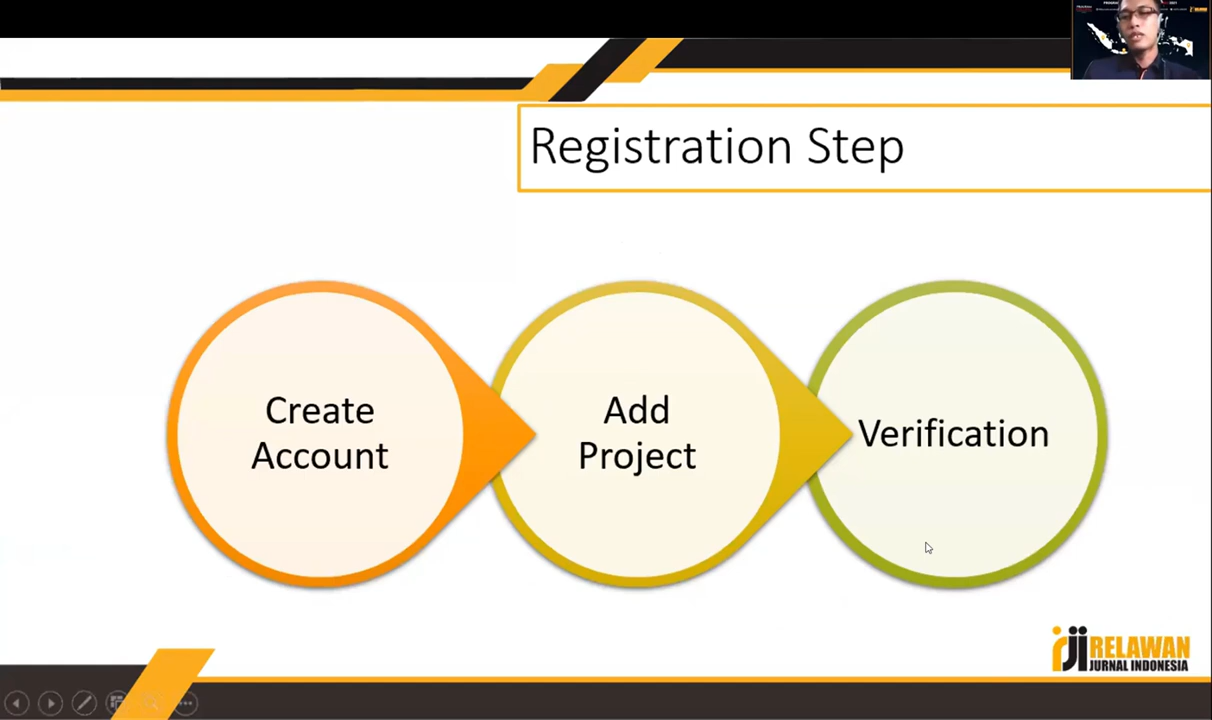 Registration Step
Create
Account
Add
Project
Verification
RELAWAN
JURNAL INDONESIA